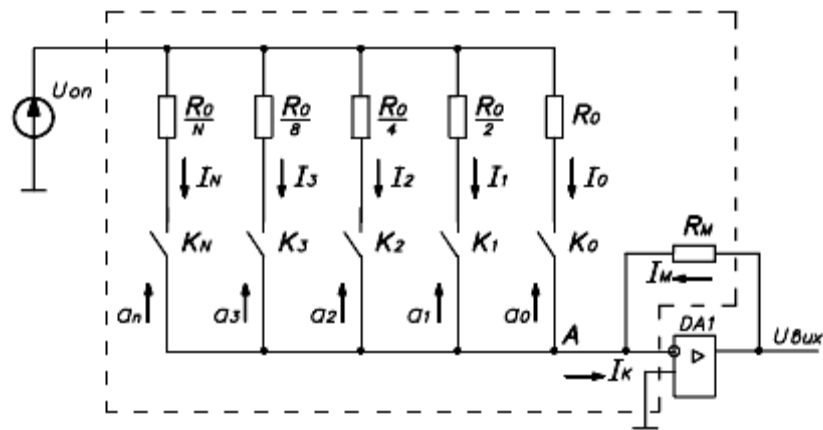 Uоп
R0/N
R0/8
R0/4
R0/2
R0
IN
I3
I2
I1
I0
KN
K3
K2
K1
K0
RM
IM
an
a3
a2
a1
a0
A
DA1
Uвих
IK